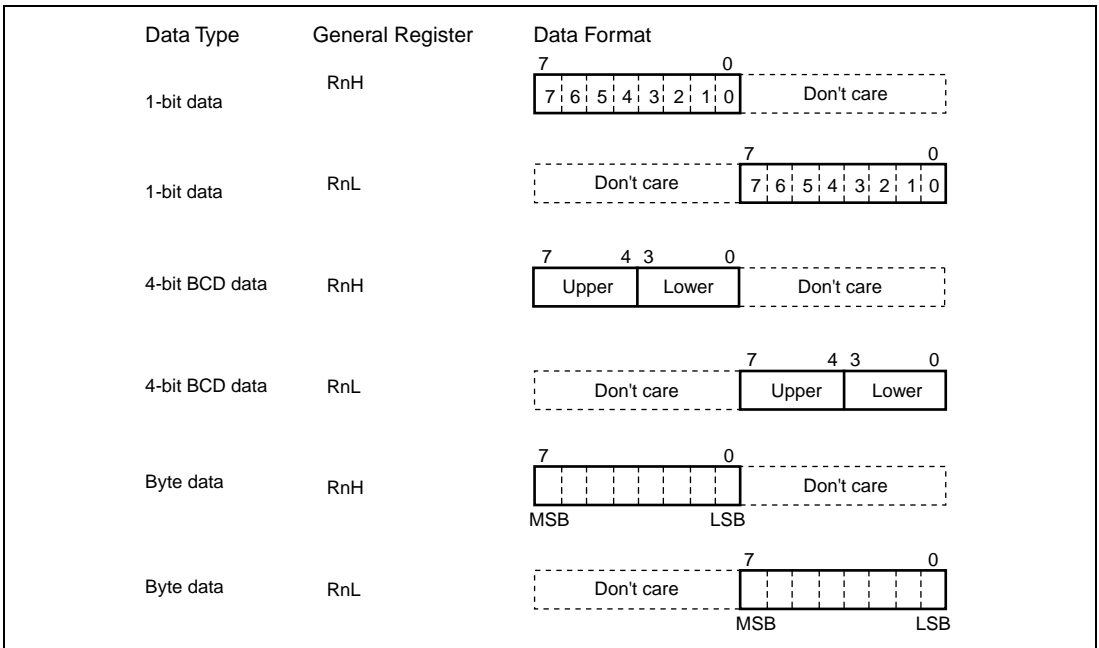 Data Type General Register Data Format
7 0
1-bit data RnH 7 6 5 4 3 2 1 0 Don't care
7 0
1-bit data RnL Don't care 7 6 5 4 3 2 1 0
7 4 3 0
4-bit BCD data RnH Upper Lower Don't care
7 4 3 0
4-bit BCD data RnL Don't care Upper Lower
7 0
Byte data RnH Don't care
MSB LSB
7 0
Byte data RnL Don't care
MSB LSB